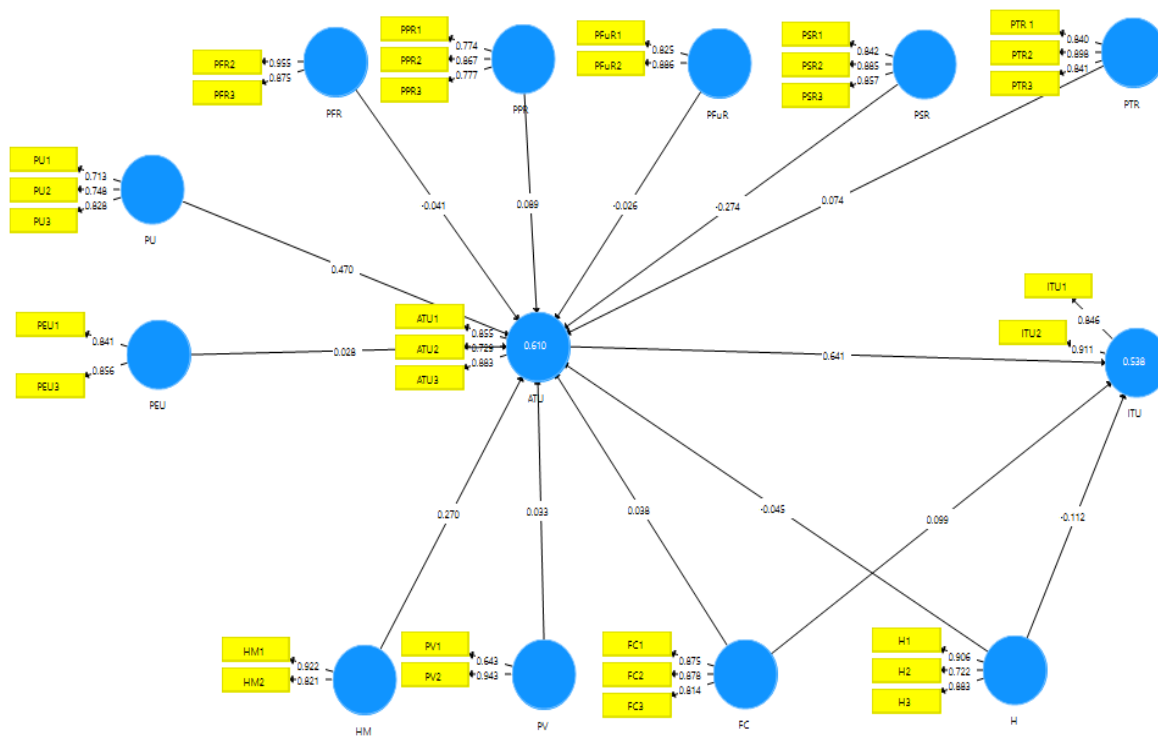 PFR2
0.955
PFR3
0.875
PFR
PPR1
0.774
PPR2
0.867
PPR3
0.777
PPR
PFuR1
0.825
PFuR2
0.886
PFuR
PSR1
0.842
PSR2
0.885
PSR3
0.857
PSR
PTR 1
0.840
PTR2
0.898
PTR3
0.841
PTR
PU1
0.713
PU2
0.748
PU3
0.828
PU
-0.041
0.089
-0.026
-0.274
0.074
0.470
PEU1
0.841
PEU3
0.856
PEU
0.028
ATU1
0.855
ATU2
0.729
ATU3
0.883
0.610
ATU
0.641
ITU1
0.846
ITU2
0.911
0.538
ITU
0.270
0.033
0.038
-0.045
0.099
-0.112
HM1
0.922
HM2
0.821
HM
PV1
0.643
PV2
0.943
PV
FC1
0.875
FC2
0.878
FC3
0.814
FC
H1
0.906
H2
0.722
H3
0.883
H